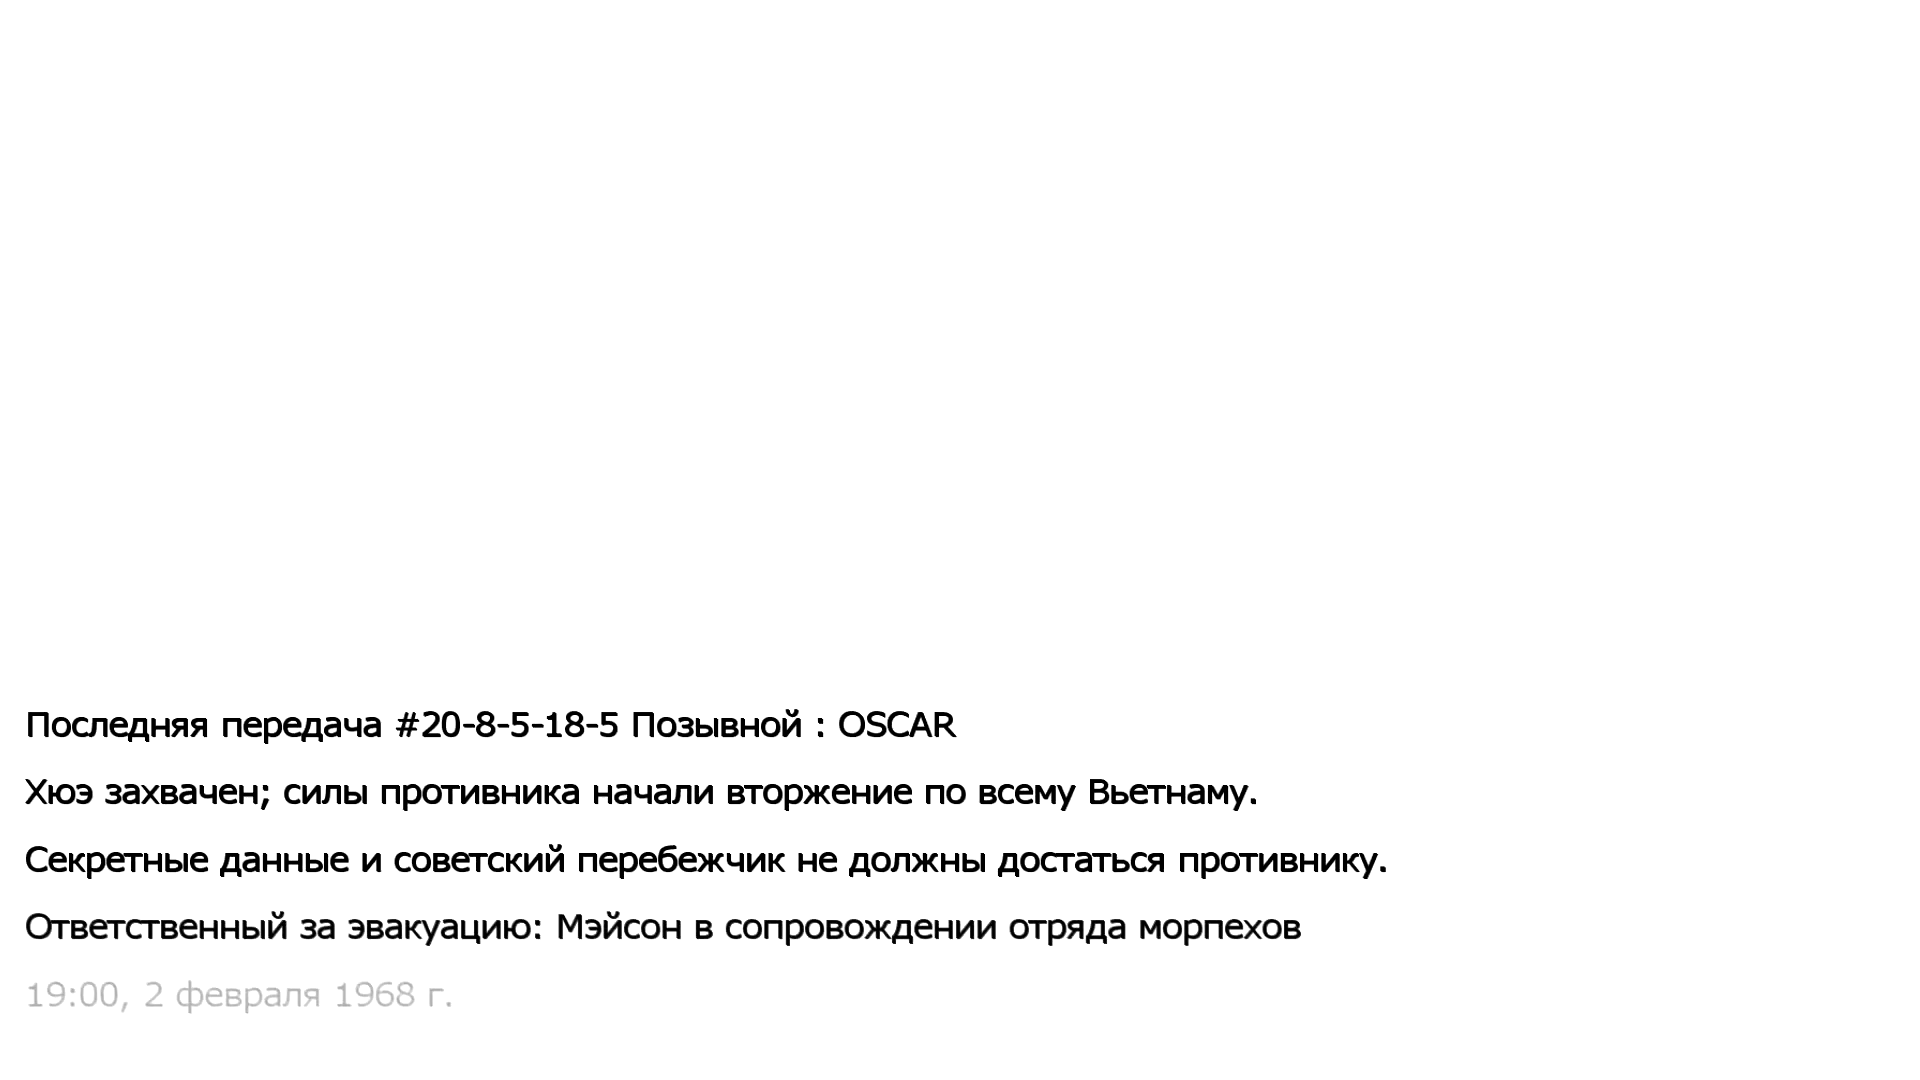 Последняя передача #20-8-5-18-5 Позывной : OSCAR
Хюэ захвачен; силы противника начали вторжение по всему Вьетнаму.
Секретные данные и советский перебежчик не должны достаться противнику.
Ответственный за эвакуацию: Мэйсон в сопровождении отряда морпехов
19:00, 2 февраля 1968 г.